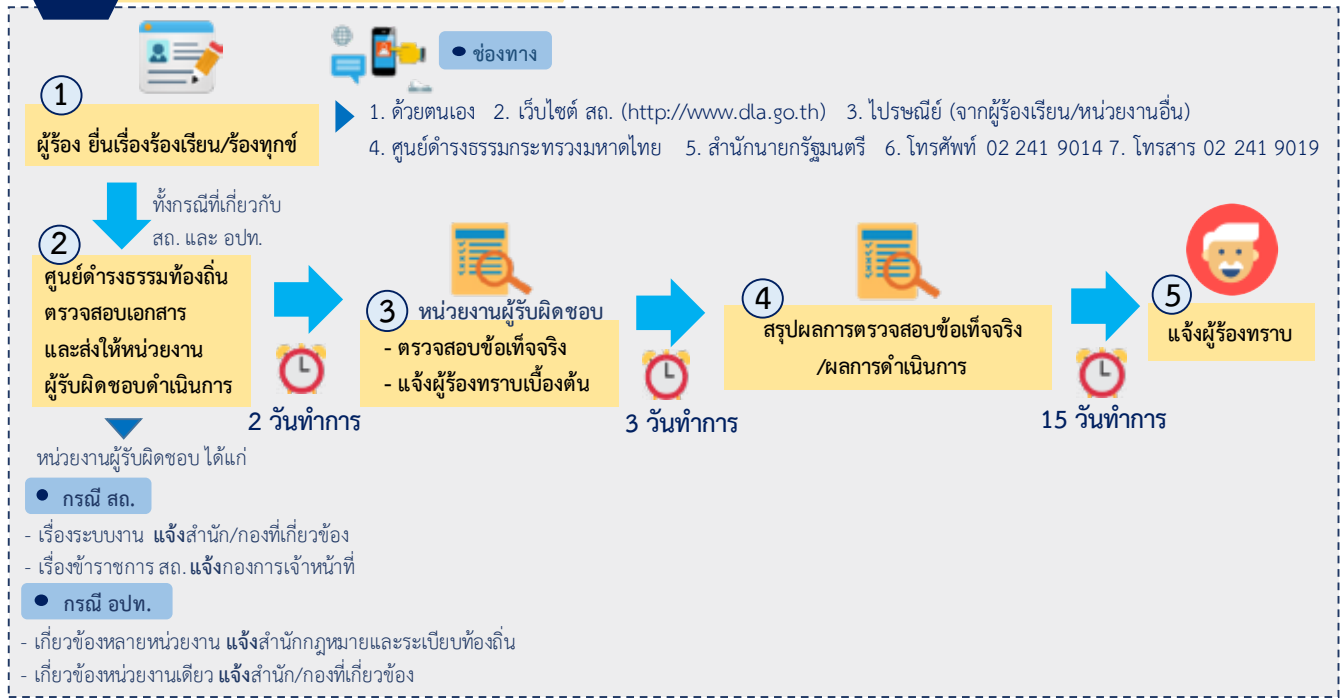 ● ช่องทาง
1
ผู้ร้อง ยื่นเรื่องร้องเรียน/ร้องทุกข์
1. ด้วยตนเอง 2. เว็บไซต์ สถ. (http://www.dla.go.th) 3. ไปรษณีย์ (จากผู้ร้องเรียน/หน่วยงานอื่น)
4. ศูนย์ดำรงธรรมกระทรวงมหาดไทย 5. สำนักนายกรัฐมนตรี 6. โทรศัพท์ 02 241 9014 7. โทรสาร 02 241 9019
ทั้งกรณีที่เกี่ยวกับ
สถ. และ อปท.
2
ศูนย์ดำรงธรรมท้องถิ่น
ตรวจสอบเอกสาร
และส่งให้หน่วยงาน
ผู้รับผิดชอบดำเนินการ
2 วันทำการ
3 หน่วยงานผู้รับผิดชอบ
- ตรวจสอบข้อเท็จจริง
- แจ้งผู้ร้องทราบเบื้องต้น
3 วันทำการ
4
สรุปผลการตรวจสอบข้อเท็จจริง
/ผลการดำเนินการ
15 วันทำการ
5
แจ้งผู้ร้องทราบ
หน่วยงานผู้รับผิดชอบ ได้แก่
● กรณี สถ.
- เรื่องระบบงาน แจ้งสำนัก/กองที่เกี่ยวข้อง
- เรื่องข้าราชการ สถ. แจ้งกองการเจ้าหน้าที่
● กรณี อปท.
- เกี่ยวข้องหลายหน่วยงาน แจ้งสำนักกฎหมายและระเบียบท้องถิ่น
- เกี่ยวข้องหน่วยงานเดียว แจ้งสำนัก/กองที่เกี่ยวข้อง